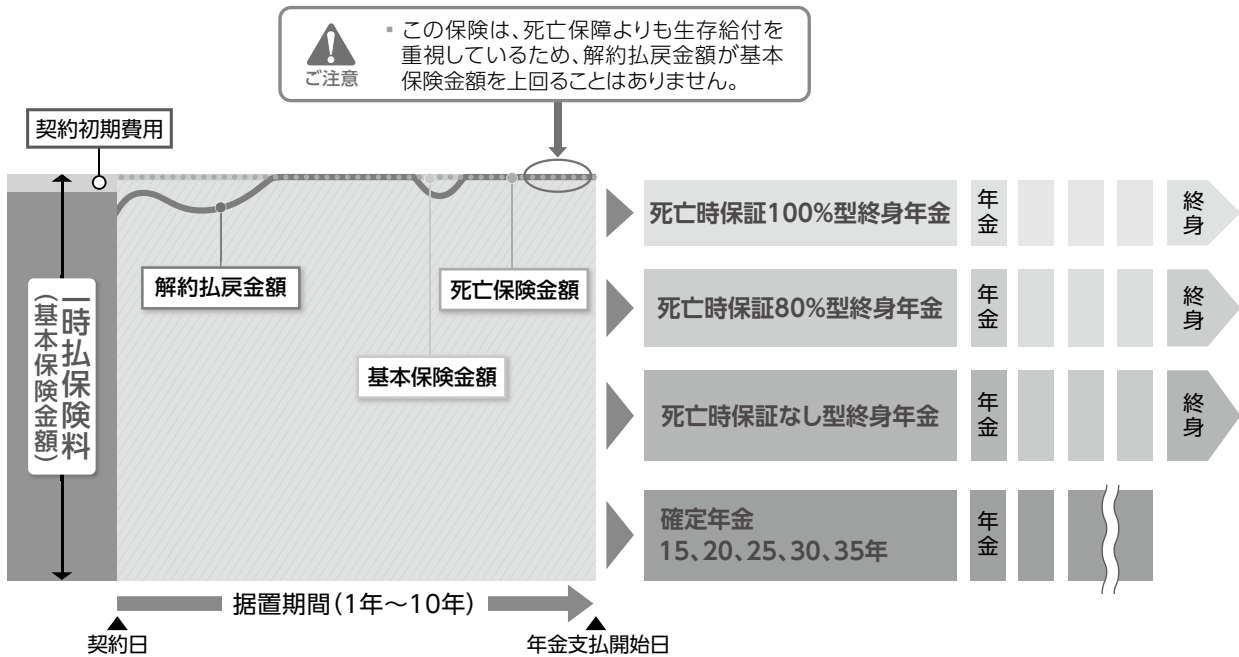 ▪ この保険は、死亡保障よりも生存給付を
重視しているため、解約払戻金額が基本
保険金額を上回ることはありません。
ご注意
契約初期費用
一時払保険料
(基本保険金額)
解約払戻金額
死亡保険金額
基本保険金額
死亡時保証100%型終身年金
年金
終身
死亡時保証80%型終身年金
年金
終身
死亡時保証なし型終身年金
年金
終身
確定年金
15、20、25、30、35年
年金
据置期間(1年~10年)
契約日
年金支払開始日